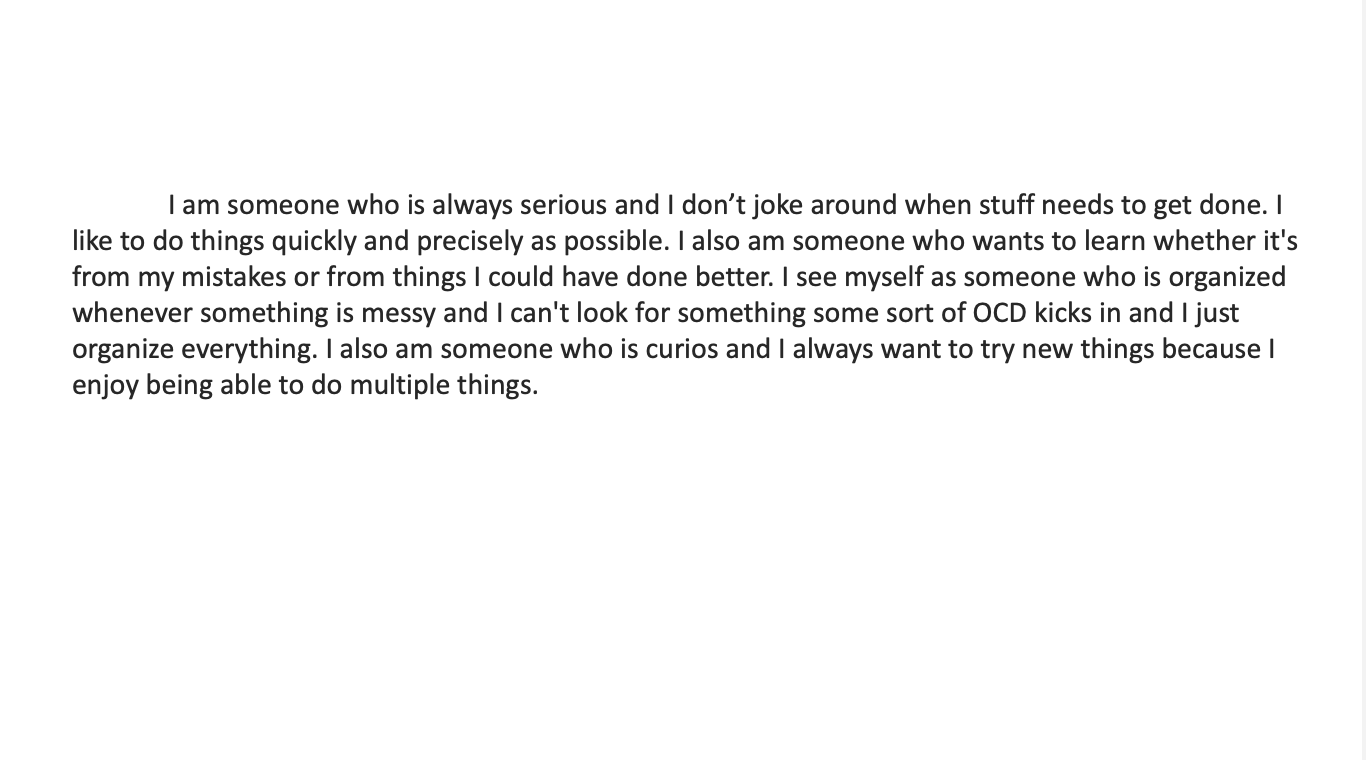 I am someone who is always serious and I don’t joke around when stuff needs to get done. I
like to do things quickly and precisely as possible. I also am someone who wants to learn whether it's
from my mistakes or from things I could have done better. I see myself as someone who is organized
whenever something is messy and I can't look for something some sort of OCD kicks in and I just
organize everything. I also am someone who is curios and I always want to try new things because I
enjoy being able to do multiple things.